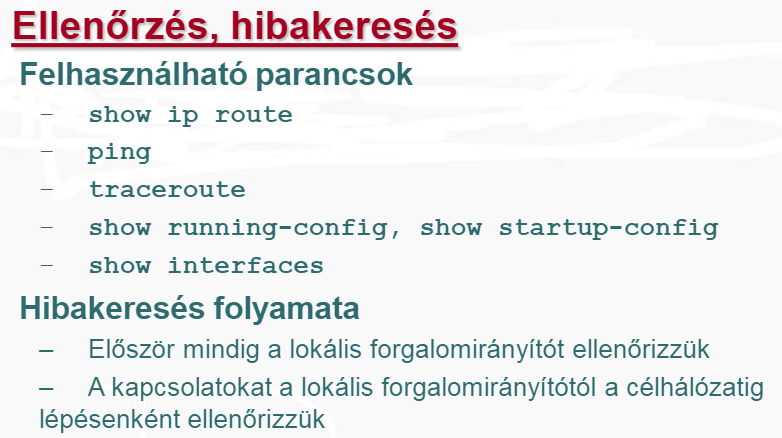 Ellenőrzés, hibakeresés
Felhasználható parancsok
– show ip route
– ping
– traceroute
– show running-config, show startup-config
– show interfaces
Hibakeresés folyamata
– Először mindig a lokális forgalomirányítót ellenőrizzük
– A kapcsolatokat a lokális forgalomirányítótól a célhálózatig
lépésenként ellenőrizzük